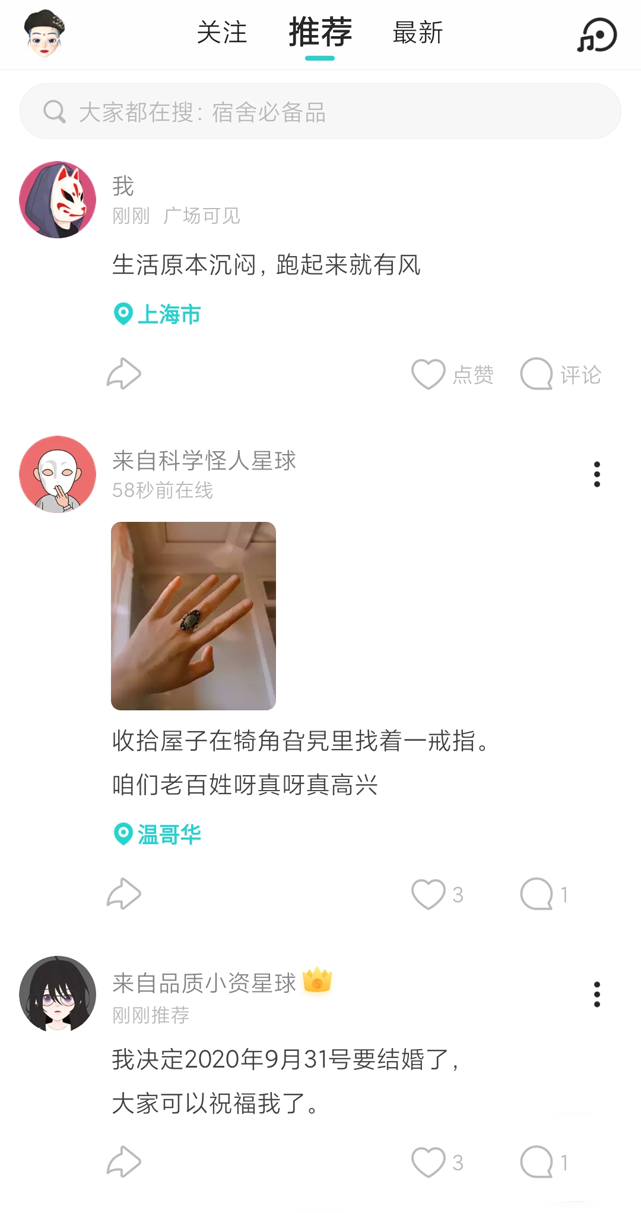 关注 推荐 最新
大家都在搜：宿舍必备品
我
刚刚 广场可见
生活原本沉闷，跑起来就有风
上海市
点赞 评论
来自科学怪人星球
58秒前在线
收拾屋子在犄角旮旯里找着一戒指。
咱们老百姓呀真呀真高兴
温哥华
3 1
来自品质小资星球
刚刚推荐
我决定2020年9月31号要结婚了，
大家可以祝福我了。
3 1